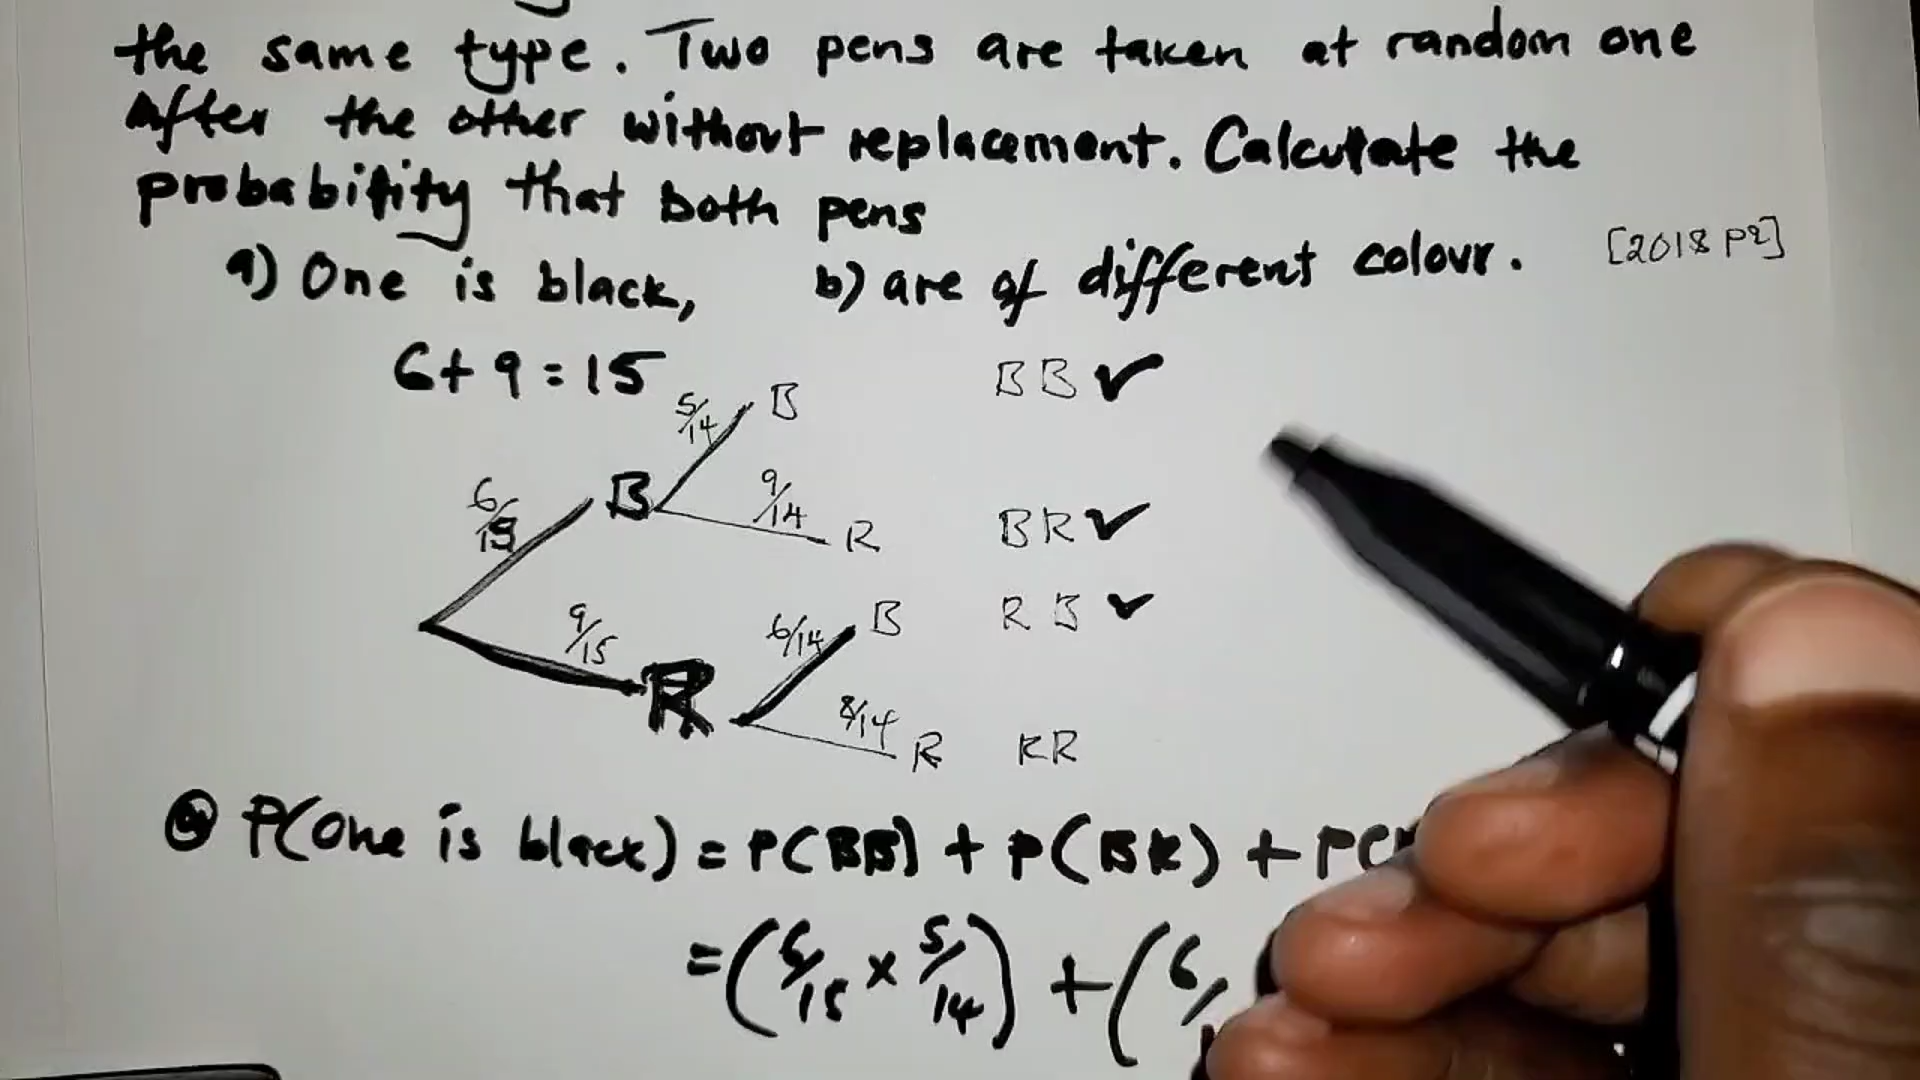 the same type. Two pens are taken at random one
after the other without replacement. Calculate the
probability that both pens
a) One is black, b) are of different colour. [2018 P2]
6+9=15
5/14 B BB ✓
6/15 B 9/14 R BR ✓
9/15 R 6/14 B RB ✓
8/14 R RR
a) P(One is black) = P(BB) + P(BR) + P(
= (6/15 x 5/14) + (6/